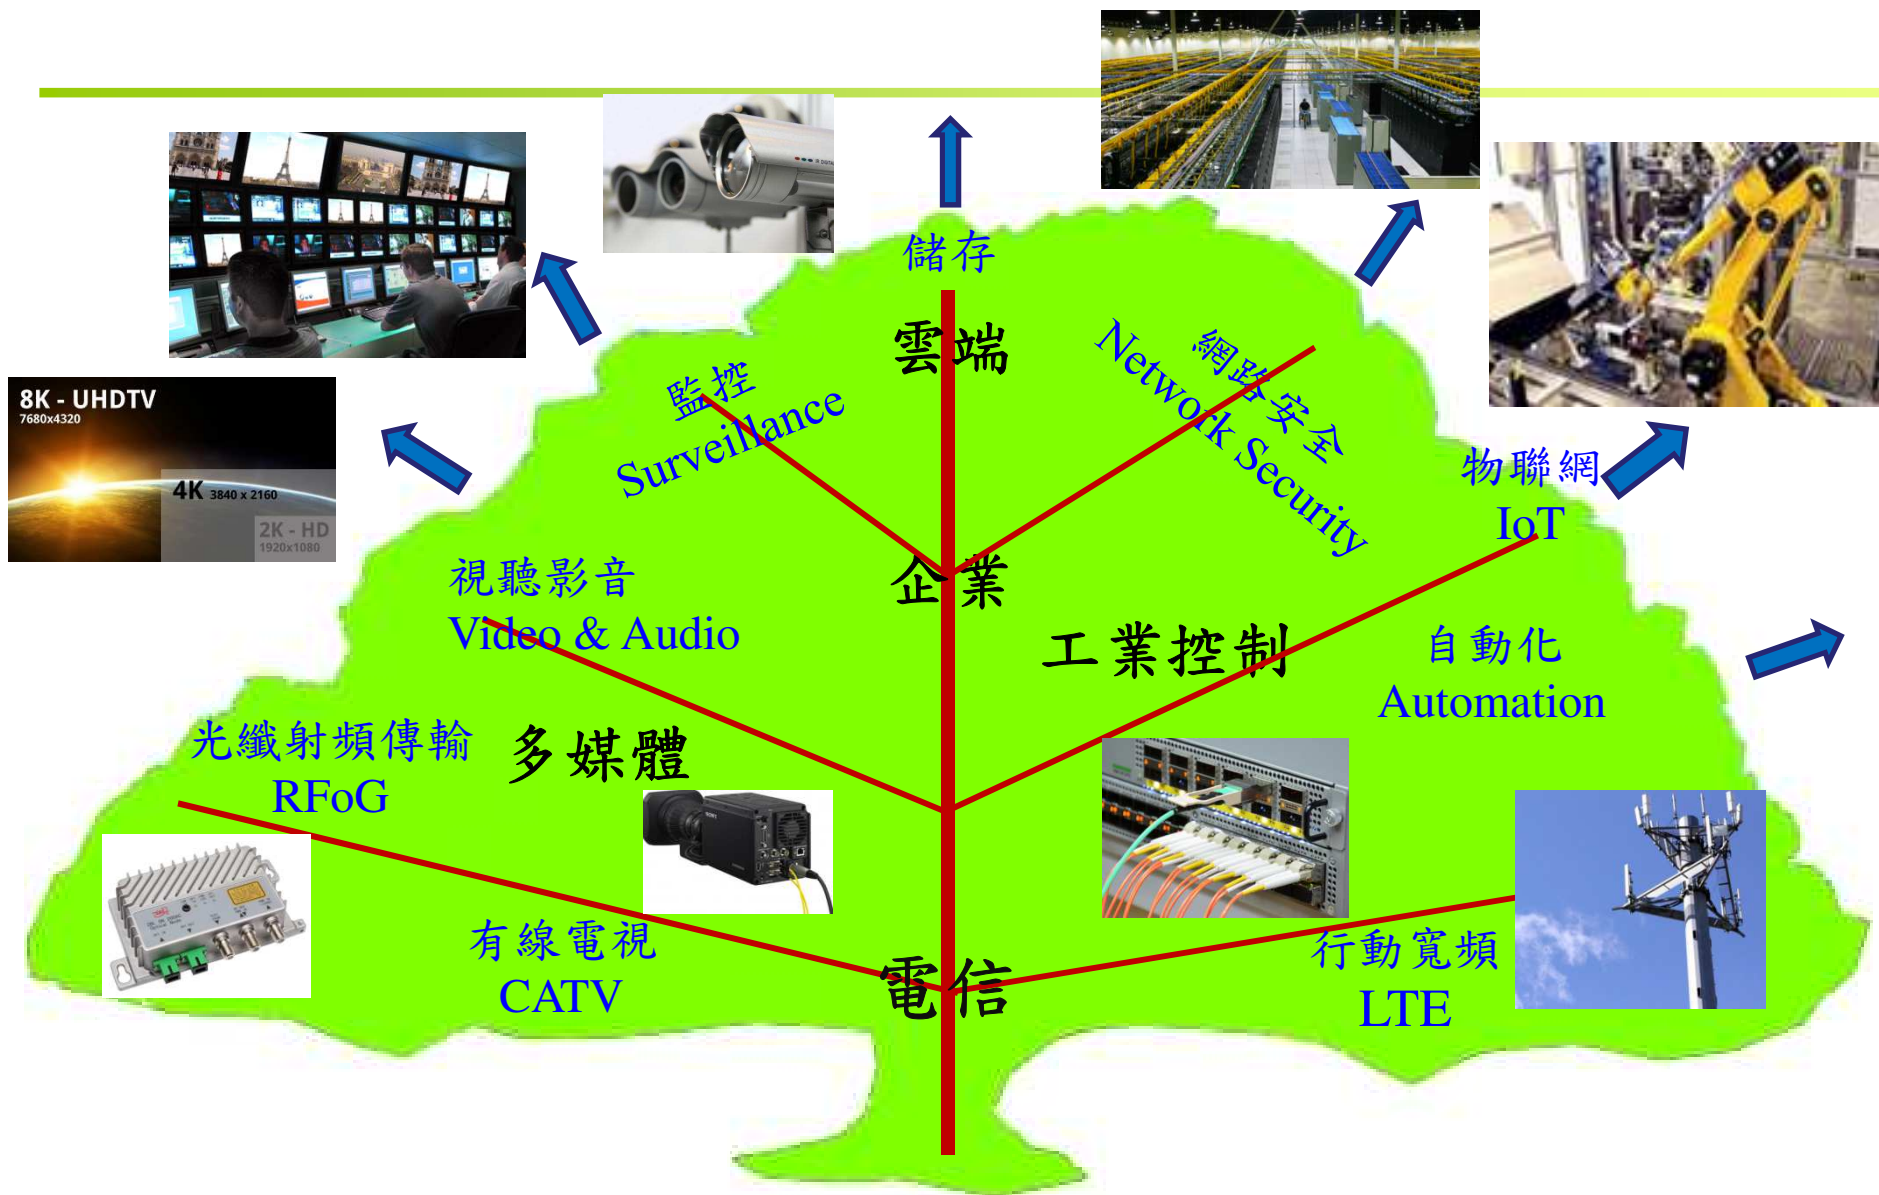 8K - UHDTV
7680x4320
4K 3840 x 2160
2K - HD
1920x1080
儲存
雲端
監控
Surveillance
網路安全
Network Security
物聯網
IoT
企業
視聽影音
Video & Audio
工業控制
自動化
Automation
光纖射頻傳輸
RFoG
多媒體
有線電視
CATV
電信
行動寬頻
LTE